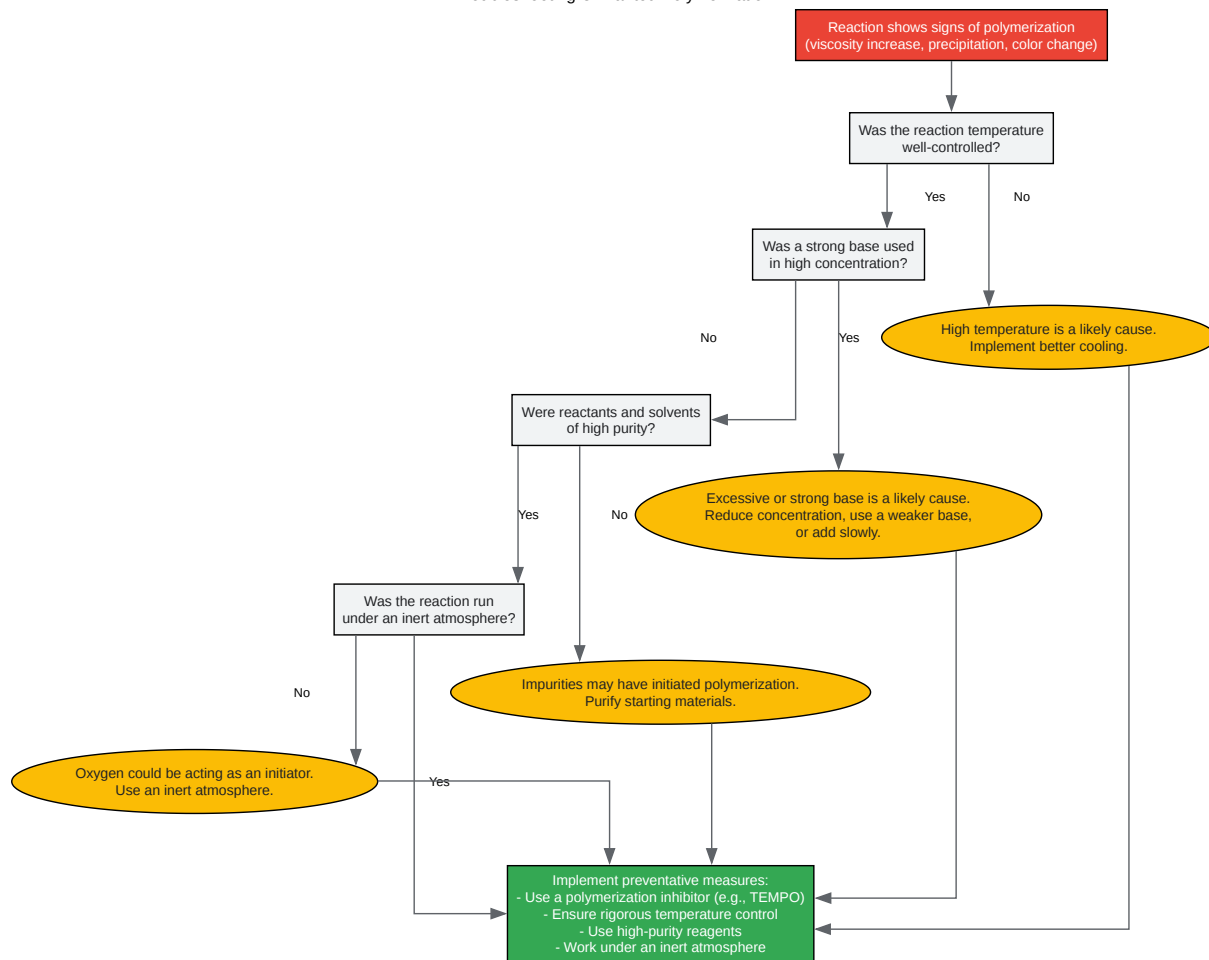 Reaction shows signs of polymerization
(viscosity increase, precipitation, color change)
Was the reaction temperature
well-controlled?
Yes
No
Was a strong base used
in high concentration?
No
Yes
High temperature is a likely cause.
Implement better cooling.
Were reactants and solvents
of high purity?
Yes
No
Excessive or strong base is a likely cause.
Reduce concentration, use a weaker base,
or add slowly.
Was the reaction run
under an inert atmosphere?
No
Impurities may have initiated polymerization.
Purify starting materials.
Oxygen could be acting as an initiator.
Use an inert atmosphere.
Yes
Implement preventative measures:
- Use a polymerization inhibitor (e.g., TEMPO)
- Ensure rigorous temperature control
- Use high-purity reagents
- Work under an inert atmosphere